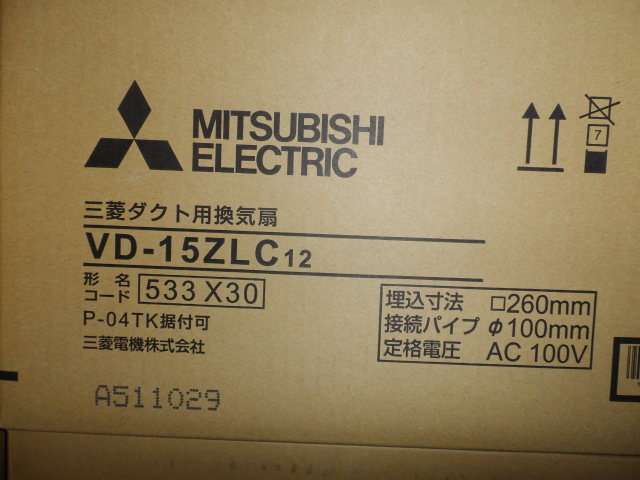 MITSUBISHI
ELECTRIC
7
三菱ダクト用換気扇
VD-15ZLC12
形名
コード 533 X30
P-04TK据付可
三菱電機株式会社
埋込寸法 □260mm
接続パイプ φ100mm
定格電圧 AC 100V
A511029